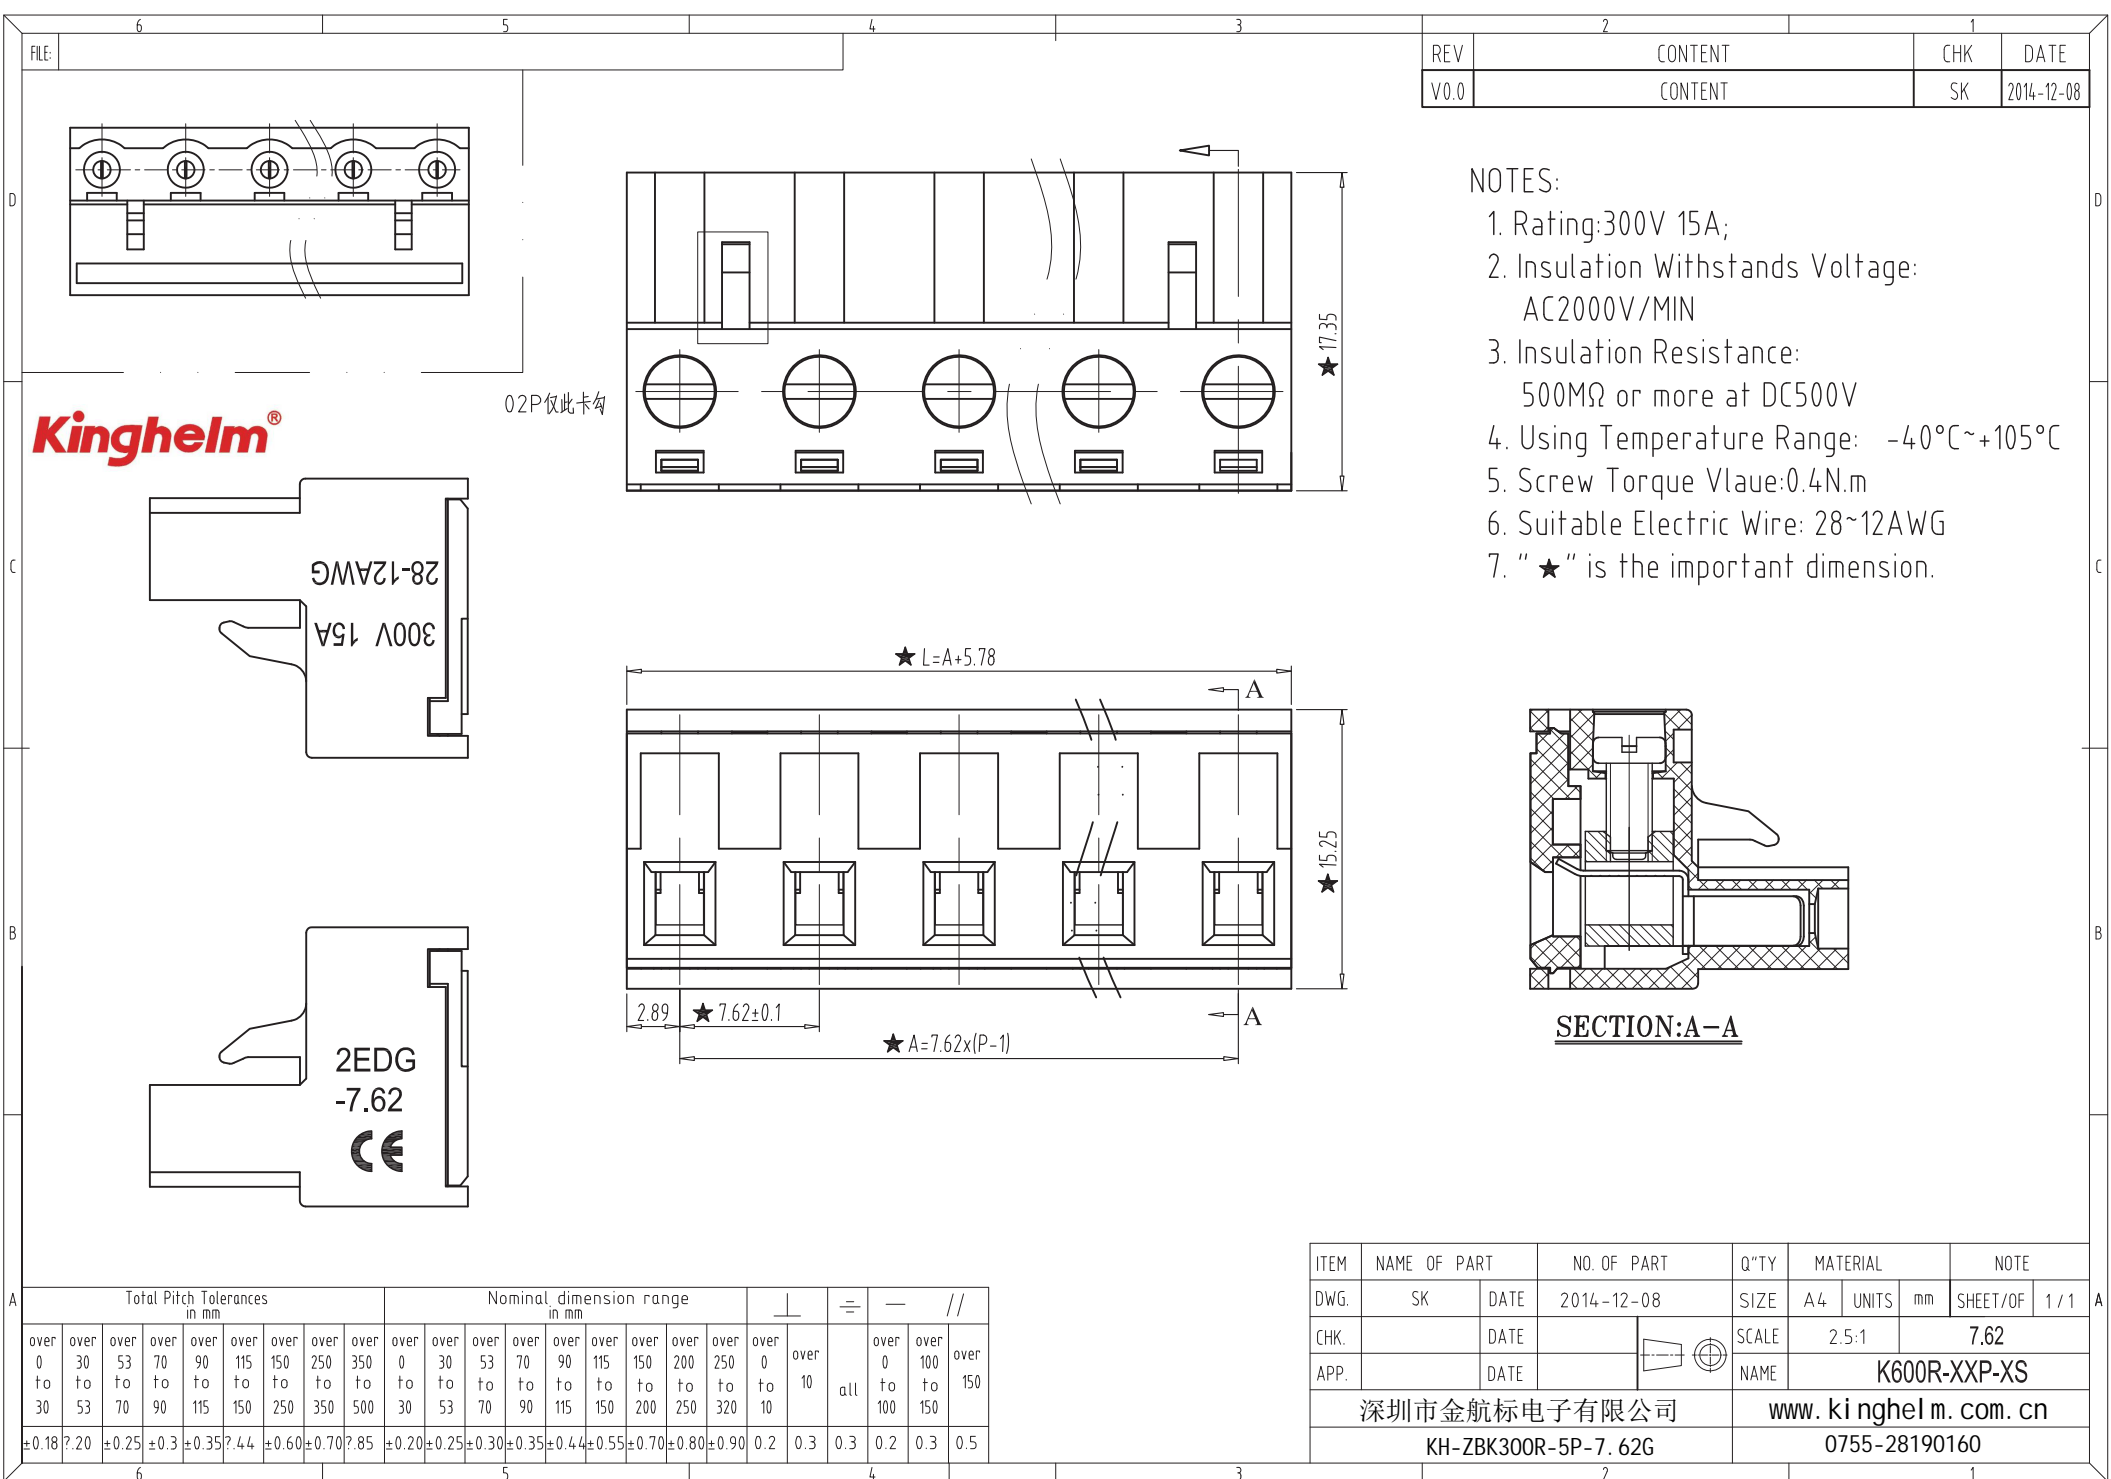 6 5 4 3 2 1
FILE:
REV CONTENT CHK DATE
V0.0 CONTENT SK 2014-12-08
D D
NOTES:
1. Rating:300V 15A;
2. Insulation Withstands Voltage:
AC2000V/MIN
3. Insulation Resistance:
500MΩ or more at DC500V
4. Using Temperature Range: -40°C~+105°C
5. Screw Torque Vlaue:0.4N.m
6. Suitable Electric Wire: 28~12AWG
7. "★" is the important dimension.
★ 17.35
02P仅此卡勾
Kinghelm®
C C
28-12AWG
300V 15A
★ L=A+5.78
A
★ 15.25
2.89 ★ 7.62±0.1
A
★ A=7.62x(P-1)
SECTION:A-A
B B
2EDG
-7.62
CE
A A
Total Pitch Tolerances in mm
Nominal dimension range in mm
⊥ ⌯ — //
over 0 to 30 over 30 to 53 over 53 to 70 over 70 to 90 over 90 to 115 over 115 to 150 over 150 to 250 over 250 to 350 over 350 to 500 over 0 to 30 over 30 to 53 over 53 to 70 over 70 to 90 over 90 to 115 over 115 to 150 over 150 to 200 over 200 to 250 over 250 to 320 over 0 to 10 over 10 all over 0 to 100 over 100 to 150 over 150
±0.18 ?.20 ±0.25 ±0.3 ±0.35 ?.44 ±0.60 ±0.70 ?.85 ±0.20 ±0.25 ±0.30 ±0.35 ±0.44 ±0.55 ±0.70 ±0.80 ±0.90 0.2 0.3 0.3 0.2 0.3 0.5
ITEM NAME OF PART NO. OF PART Q"TY MATERIAL NOTE
DWG. SK DATE 2014-12-08 SIZE A4 UNITS mm SHEET/OF 1/1
CHK. DATE SCALE 2.5:1 7.62
APP. DATE NAME K600R-XXP-XS
深圳市金航标电子有限公司 www.kinghelm.com.cn
KH-ZBK300R-5P-7.62G 0755-28190160
6 5 4 3 2 1